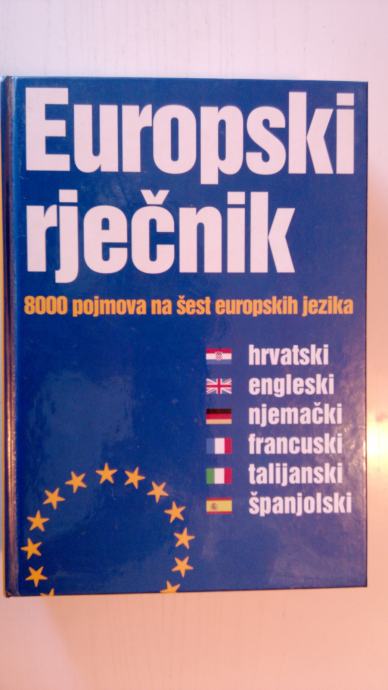 Europski
rječnik
8000 pojmova na šest europskih jezika
hrvatski
engleski
njemački
francuski
talijanski
španjolski